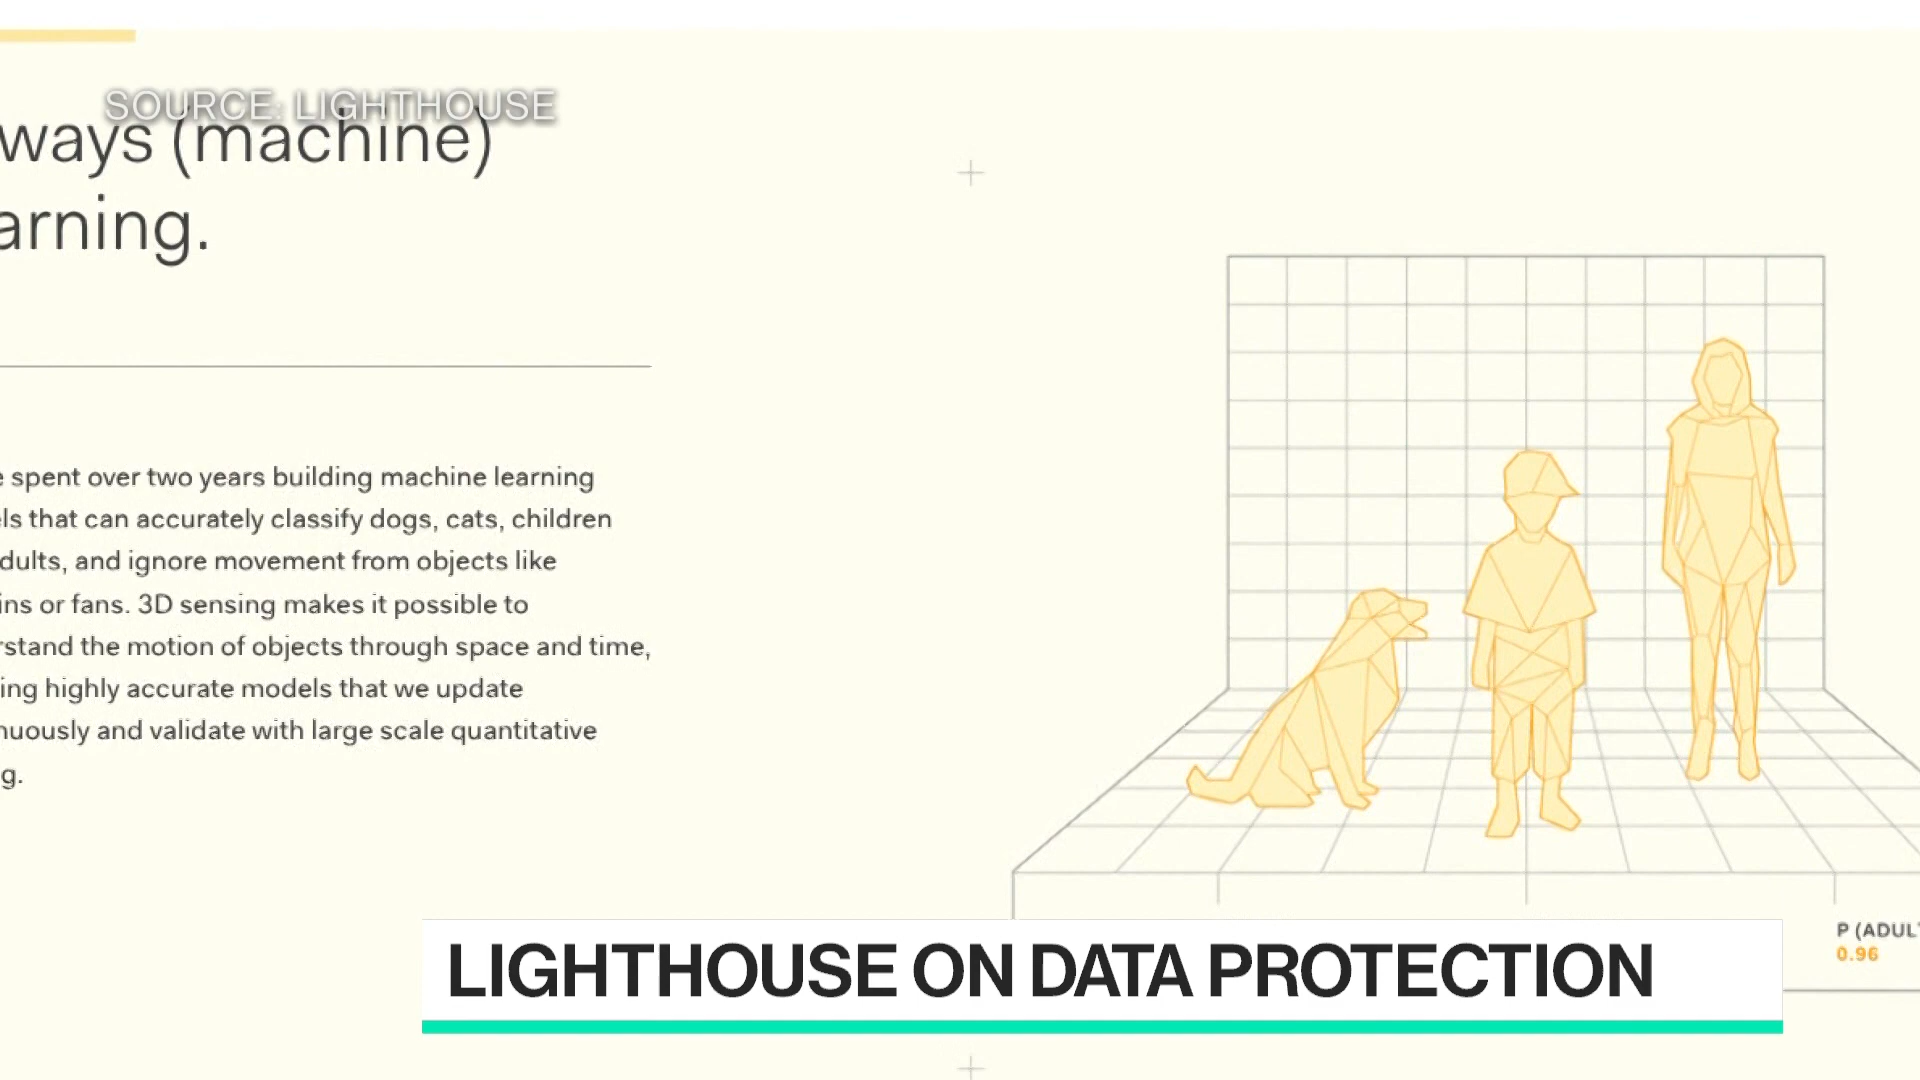 SOURCE: LIGHTHOUSE
ways (machine)
arning.
spent over two years building machine learning
els that can accurately classify dogs, cats, children
dults, and ignore movement from objects like
ins or fans. 3D sensing makes it possible to
rstand the motion of objects through space and time,
ing highly accurate models that we update
nuously and validate with large scale quantitative
g.
P (ADULT
0.96
LIGHTHOUSE ON DATA PROTECTION